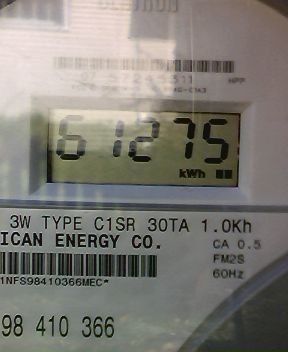 61275
kWh
3W TYPE C1SR 30TA 1.0Kh
ICAN ENERGY CO.
CA 0.5
FM2S
60Hz
1NFS98410366MEC*
98 410 366